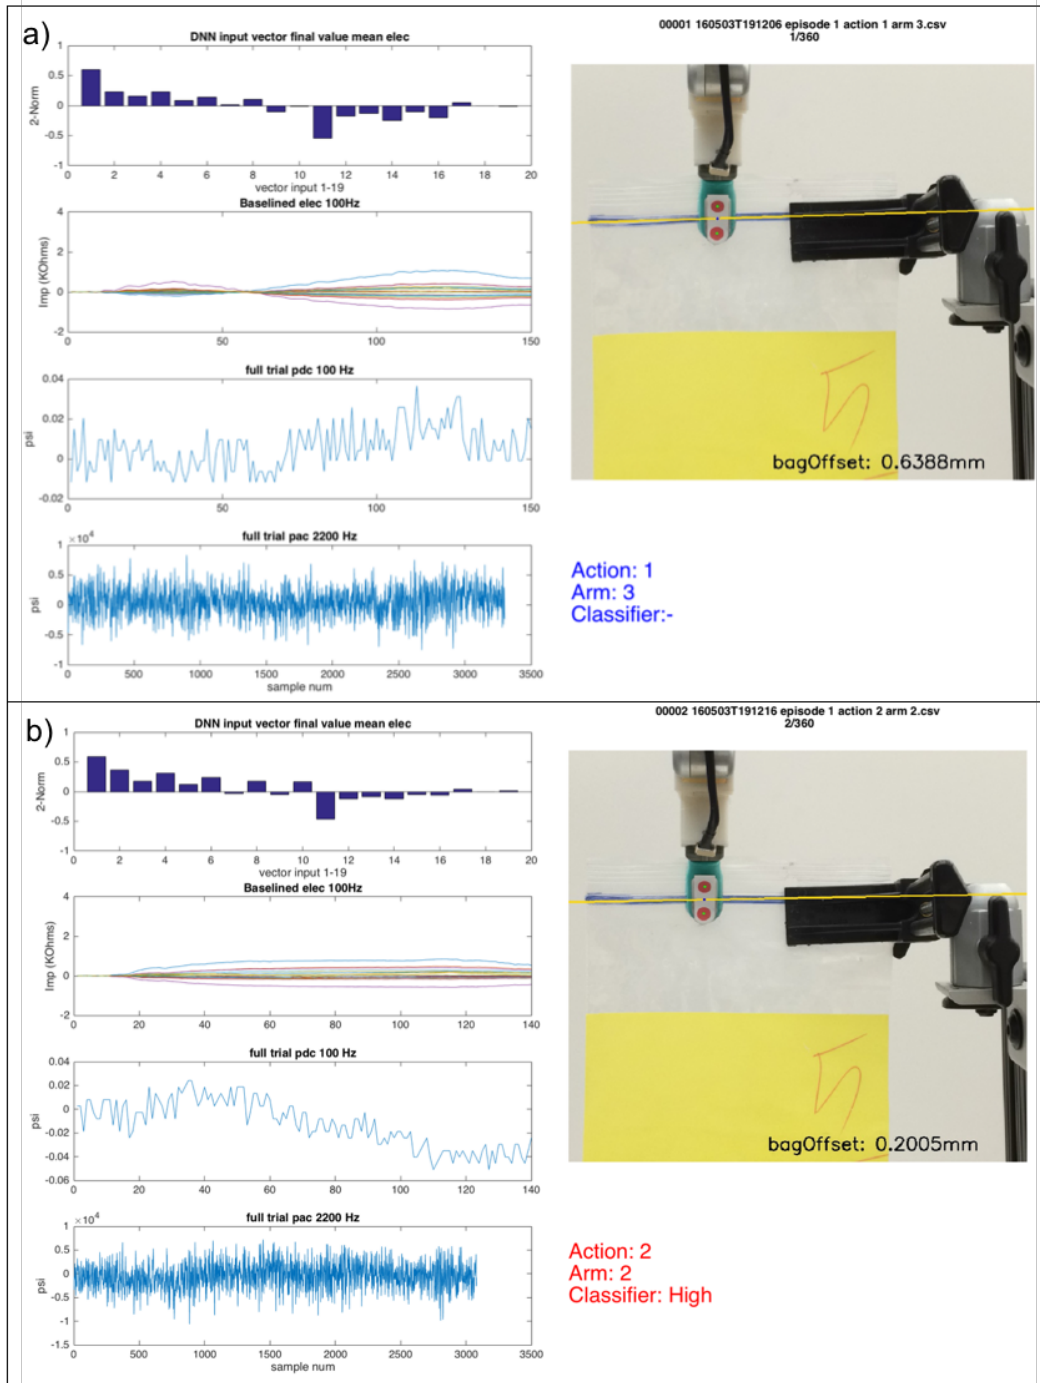 a)
DNN input vector final value mean elec
1
0.5
0
-0.5
-1
2-Norm
0 2 4 6 8 10 12 14 16 18 20
vector input 1-19
Baselined elec 100Hz
4
2
0
-2
Imp (KOhms)
0 50 100 150
full trial pdc 100 Hz
0.04
0.02
0
-0.02
psi
50 100 150
full trial pac 2200 Hz
×10⁴
1
0.5
0
-0.5
-1
psi
0 500 1000 1500 2000 2500 3000 3500
sample num
00001 160503T191206 episode 1 action 1 arm 3.csv
1/360
5
bagOffset: 0.6388mm
Action: 1
Arm: 3
Classifier:-
b)
DNN input vector final value mean elec
1
0.5
0
-0.5
-1
2-Norm
0 2 4 6 8 10 12 14 16 18 20
vector input 1-19
Baselined elec 100Hz
4
2
0
-2
Imp (KOhms)
0 20 40 60 80 100 120 140
full trial pdc 100 Hz
0.04
0.02
0
-0.02
-0.04
-0.06
psi
0 20 40 60 80 100 120 140
full trial pac 2200 Hz
×10⁴
1
0.5
0
-0.5
-1
-1.5
psi
0 500 1000 1500 2000 2500 3000 3500
sample num
00002 160503T191216 episode 1 action 2 arm 2.csv
2/360
5
bagOffset: 0.2005mm
Action: 2
Arm: 2
Classifier: High